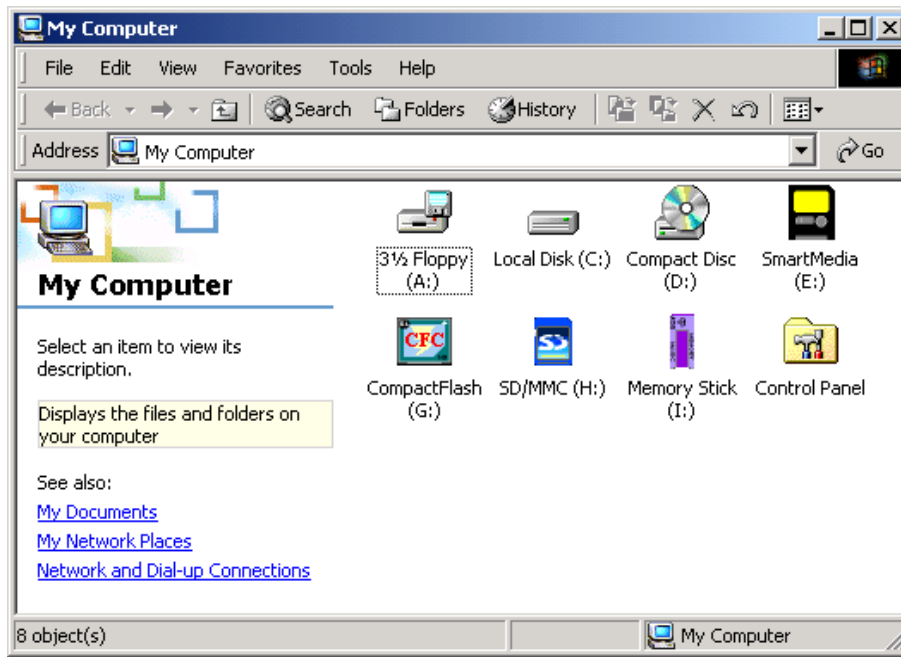 My Computer
File Edit View Favorites Tools Help
Back Search Folders History
Address My Computer Go
My Computer
Select an item to view its
description.
Displays the files and folders on
your computer
See also:
My Documents
My Network Places
Network and Dial-up Connections
3½ Floppy
(A:)
Local Disk (C:)
Compact Disc
(D:)
SmartMedia
(E:)
CFC
CompactFlash
(G:)
SD
SD/MMC (H:)
Memory Stick
(I:)
Control Panel
8 object(s)
My Computer